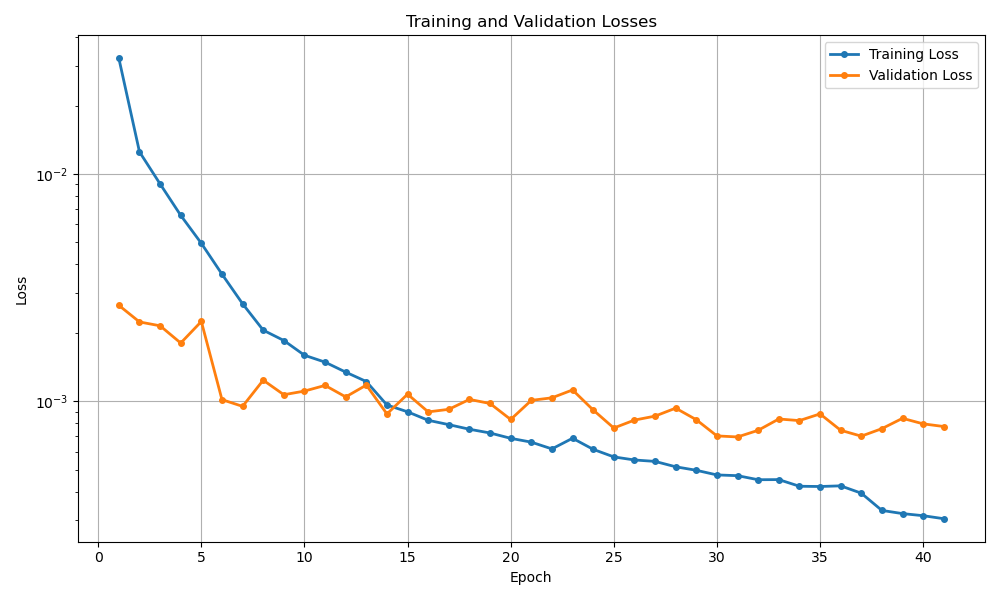 Training and Validation Losses
Training Loss
Validation Loss
Loss
10⁻²
10⁻³
0 5 10 15 20 25 30 35 40
Epoch